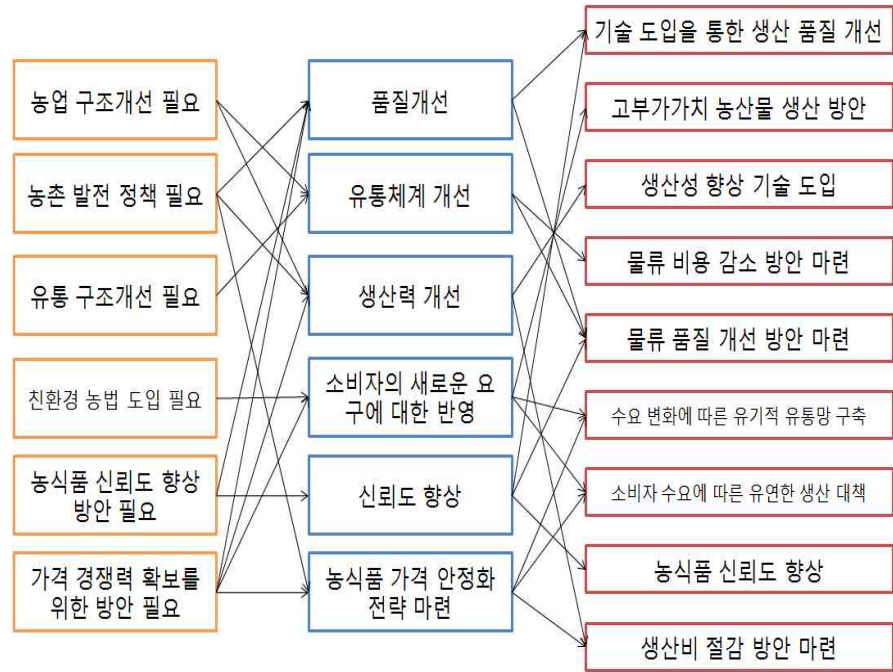 농업 구조개선 필요
농촌 발전 정책 필요
유통 구조개선 필요
친환경 농법 도입 필요
농식품 신뢰도 향상
방안 필요
가격 경쟁력 확보를
위한 방안 필요
품질개선
유통체계 개선
생산력 개선
소비자의 새로운 요
구에 대한 반영
신뢰도 향상
농식품 가격 안정화
전략 마련
기술 도입을 통한 생산 품질 개선
고부가가치 농산물 생산 방안
생산성 향상 기술 도입
물류 비용 감소 방안 마련
물류 품질 개선 방안 마련
수요 변화에 따른 유기적 유통망 구축
소비자 수요에 따른 유연한 생산 대책
농식품 신뢰도 향상
생산비 절감 방안 마련